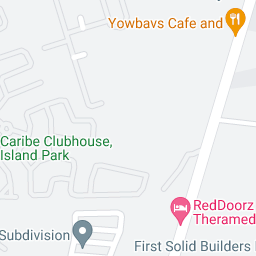 Yowbavs Cafe and
Caribe Clubhouse,
Island Park
RedDoorz
Theramed
Subdivision
First Solid Builders